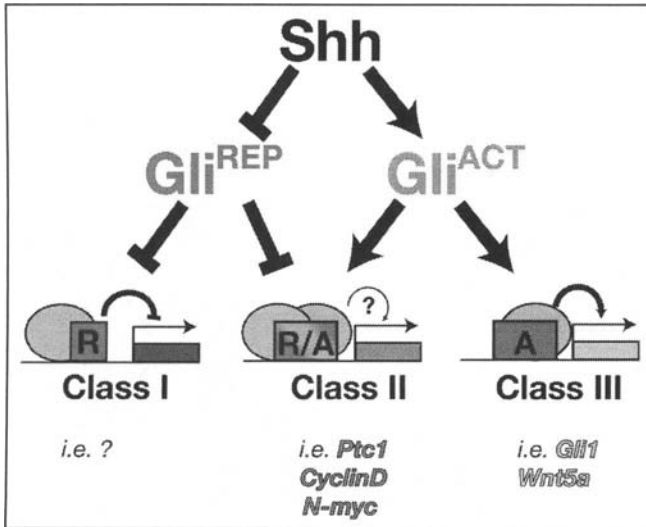 Shh
Gli^REP Gli^ACT
R ? R/A A
Class I Class II Class III
i.e. ? i.e. Ptc1 i.e. Gli1
CyclinD Wnt5a
N-myc